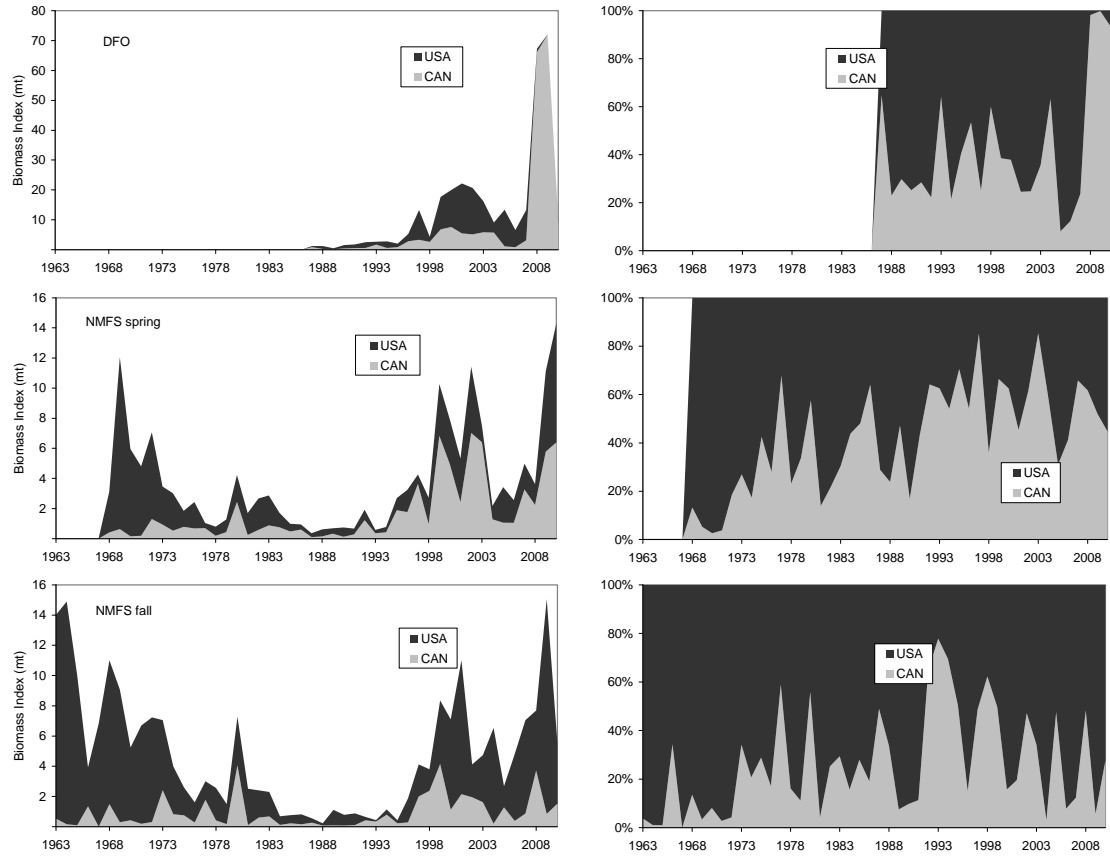 80
70
60
50
40
30
20
10
Biomass Index (mt)
DFO
USA
CAN
1963 1968 1973 1978 1983 1988 1993 1998 2003 2008
100%
80%
60%
40%
20%
0%
USA
CAN
1963 1968 1973 1978 1983 1988 1993 1998 2003 2008
16
14
12
10
8
6
4
2
Biomass Index (mt)
NMFS spring
USA
CAN
1963 1968 1973 1978 1983 1988 1993 1998 2003 2008
100%
80%
60%
40%
20%
0%
USA
CAN
1963 1968 1973 1978 1983 1988 1993 1998 2003 2008
16
14
12
10
8
6
4
2
Biomass Index (mt)
NMFS fall
USA
CAN
1963 1968 1973 1978 1983 1988 1993 1998 2003 2008
100%
80%
60%
40%
20%
0%
USA
CAN
1963 1968 1973 1978 1983 1988 1993 1998 2003 2008